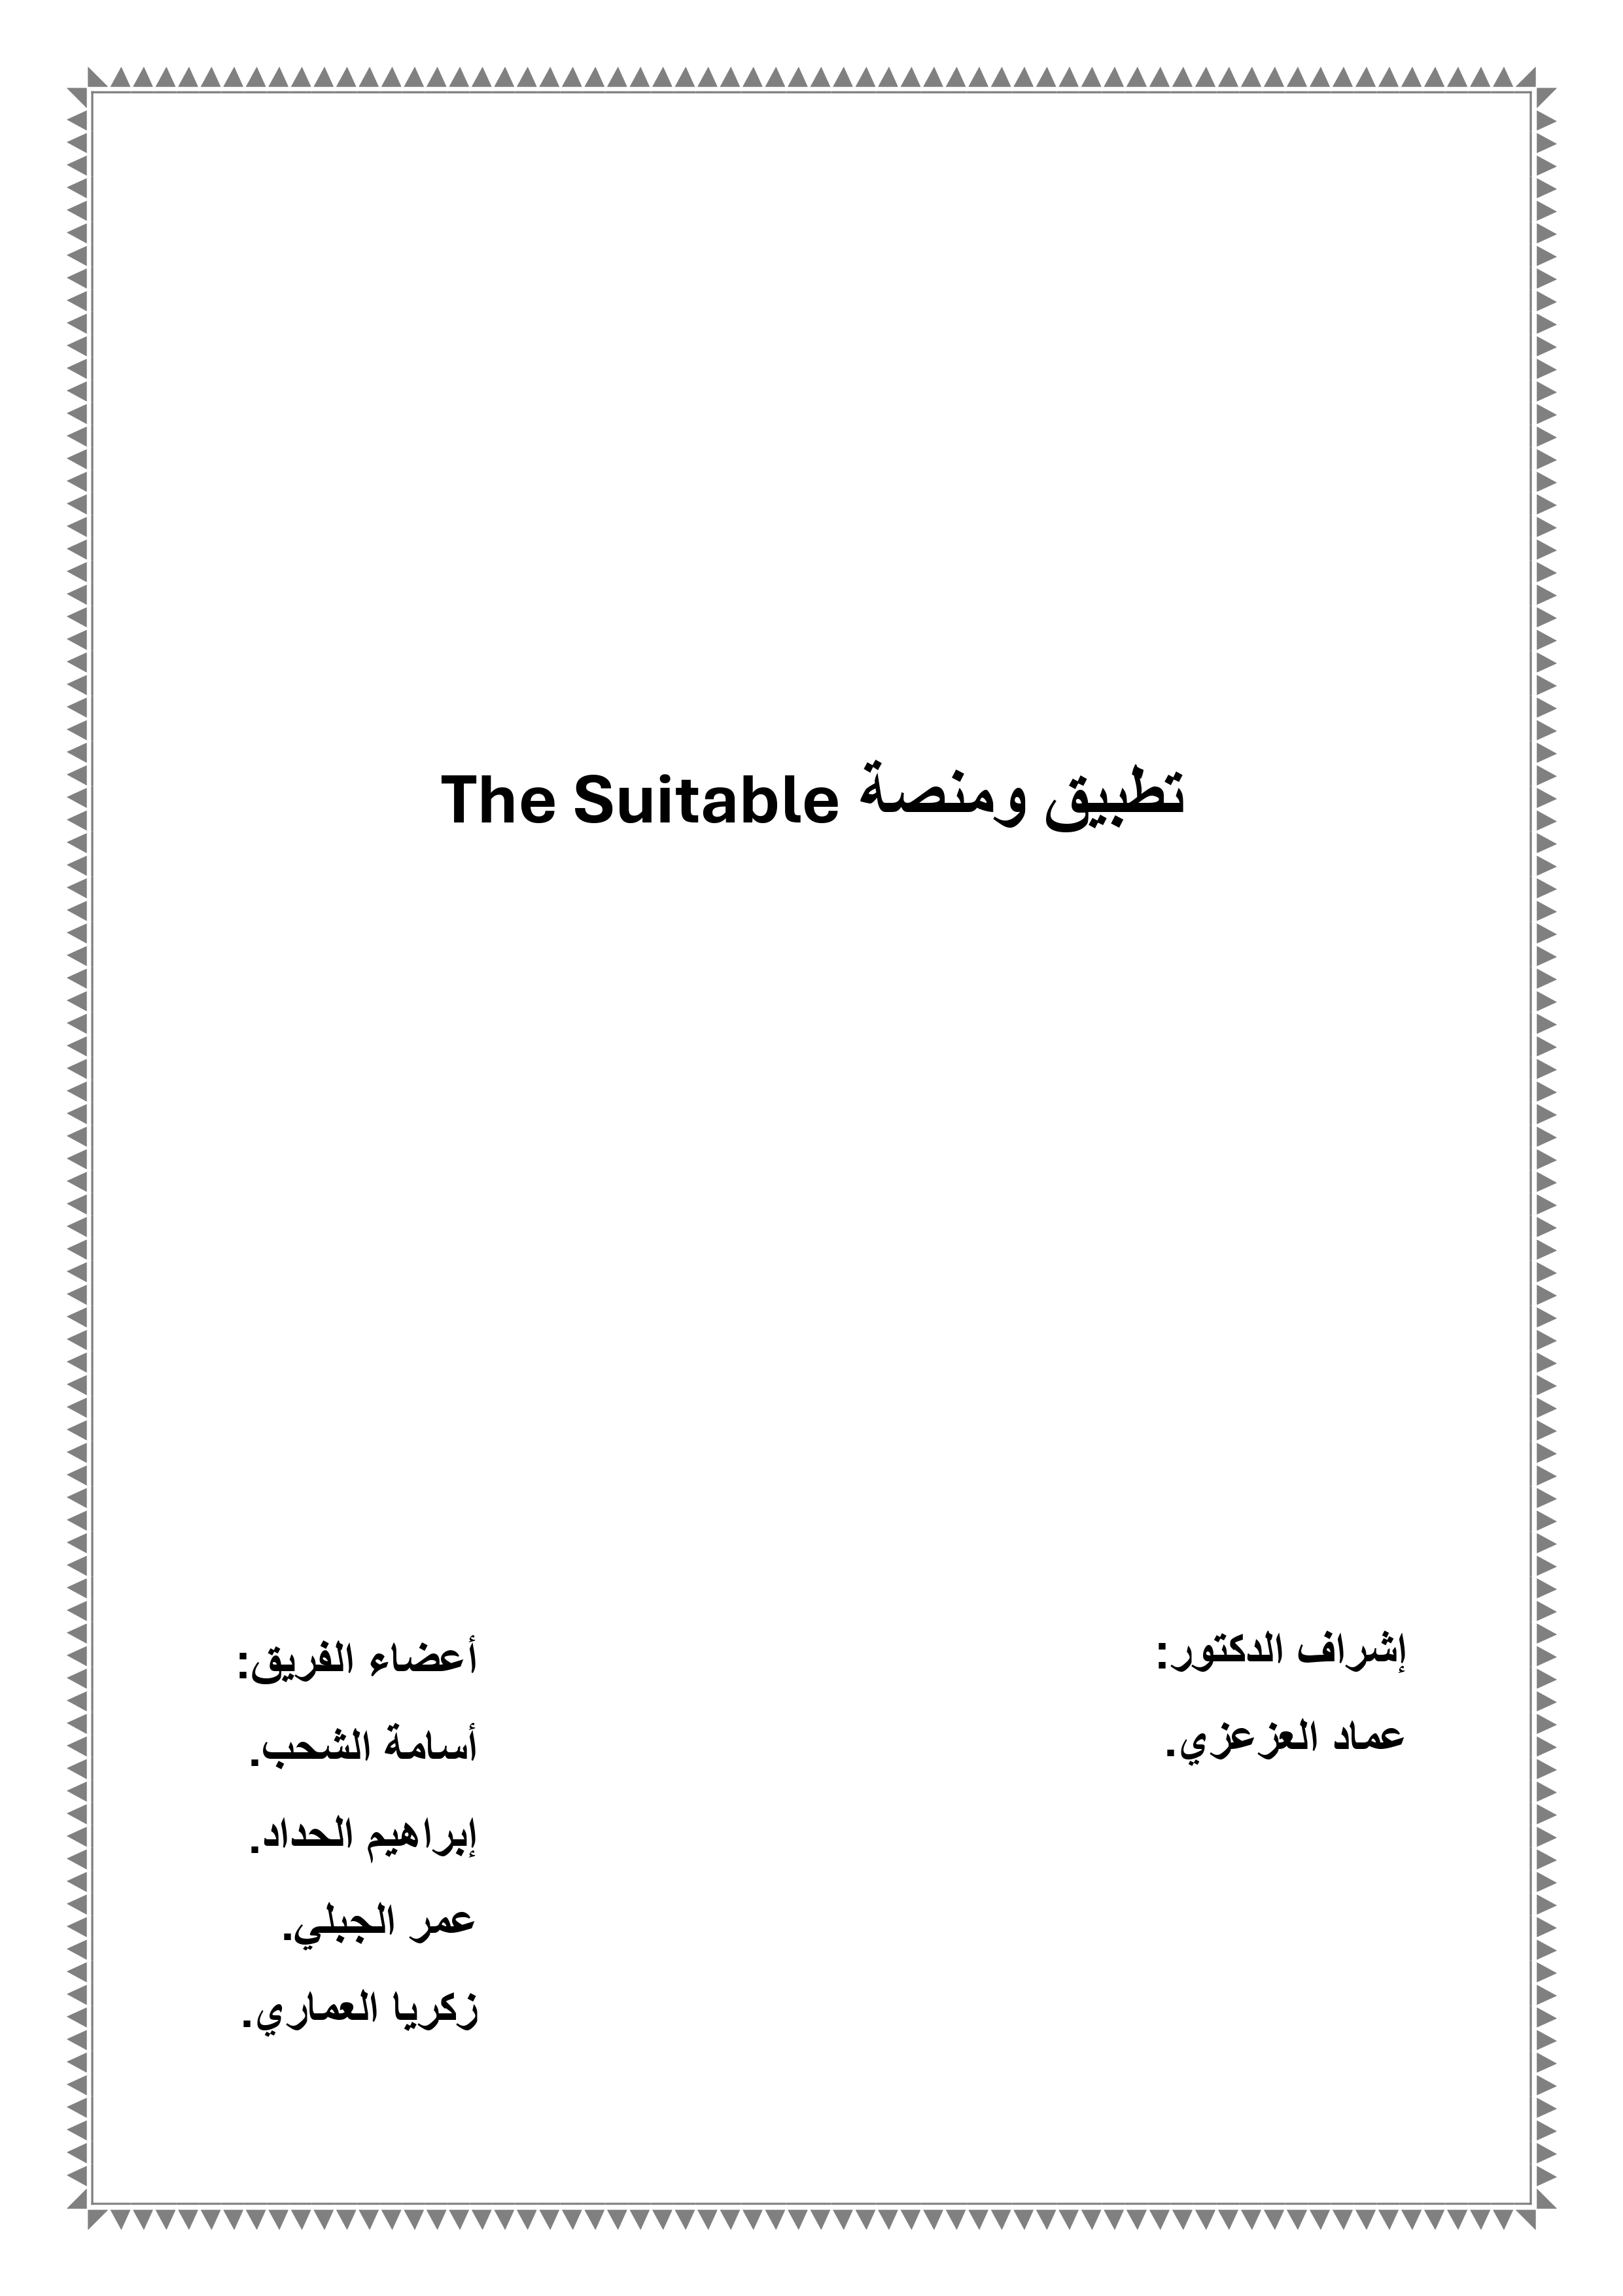 تطبيق ومنصة The Suitable
إشراف الدكتور:
عماد العزعزي.
أعضاء الفريق:
أسامة الشحب.
إبراهيم الحداد.
عمر الجبلي.
زكريا العماري.